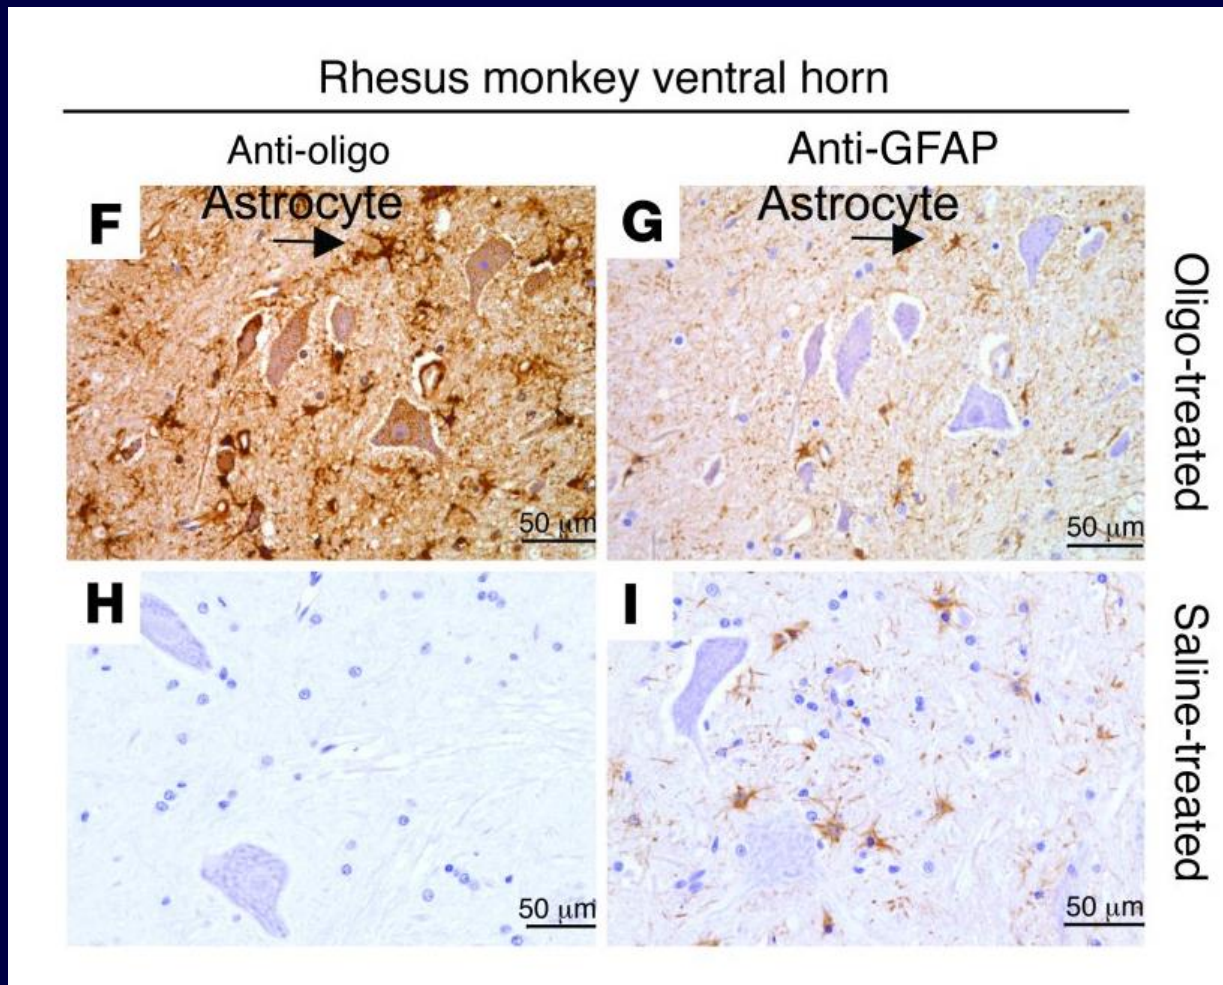 Rhesus monkey ventral horn
Anti-oligo
Anti-GFAP
F
Astrocyte
50 µm
G
Astrocyte
50 µm
Oligo-treated
H
50 µm
I
50 µm
Saline-treated